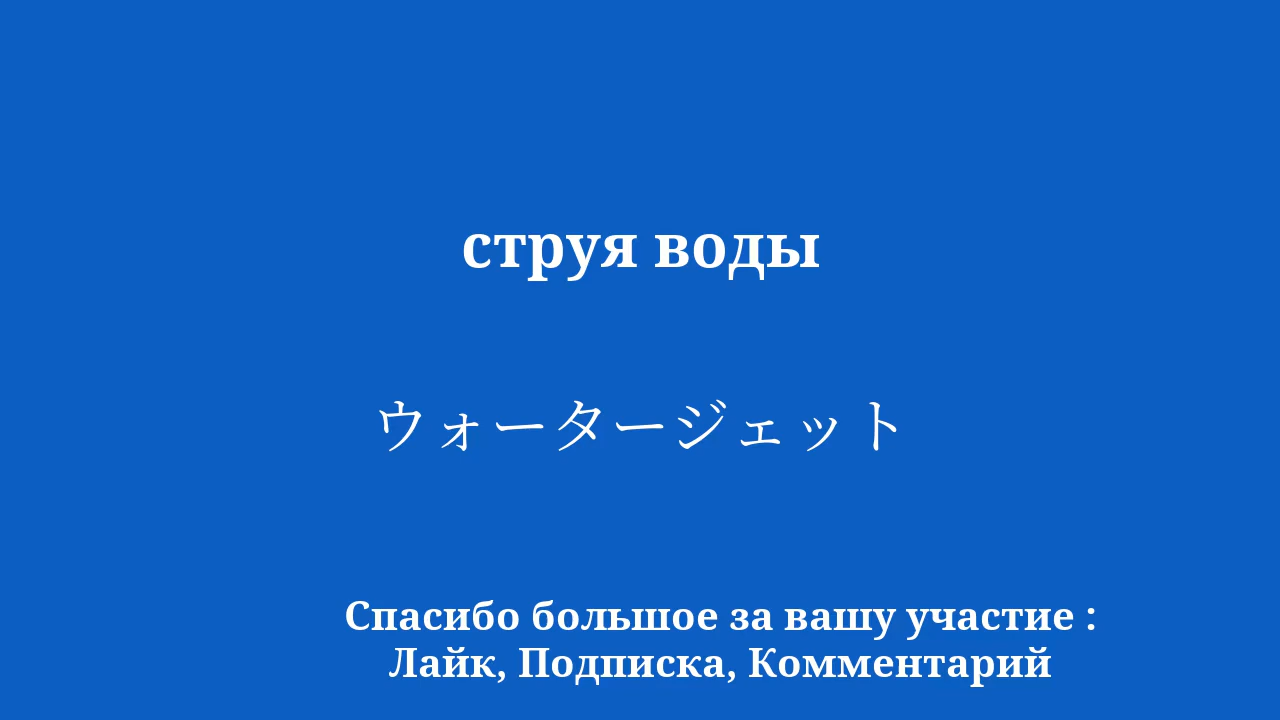 струя воды
ウォータージェット
Спасибо большое за вашу участие :
Лайк, Подписка, Комментарий